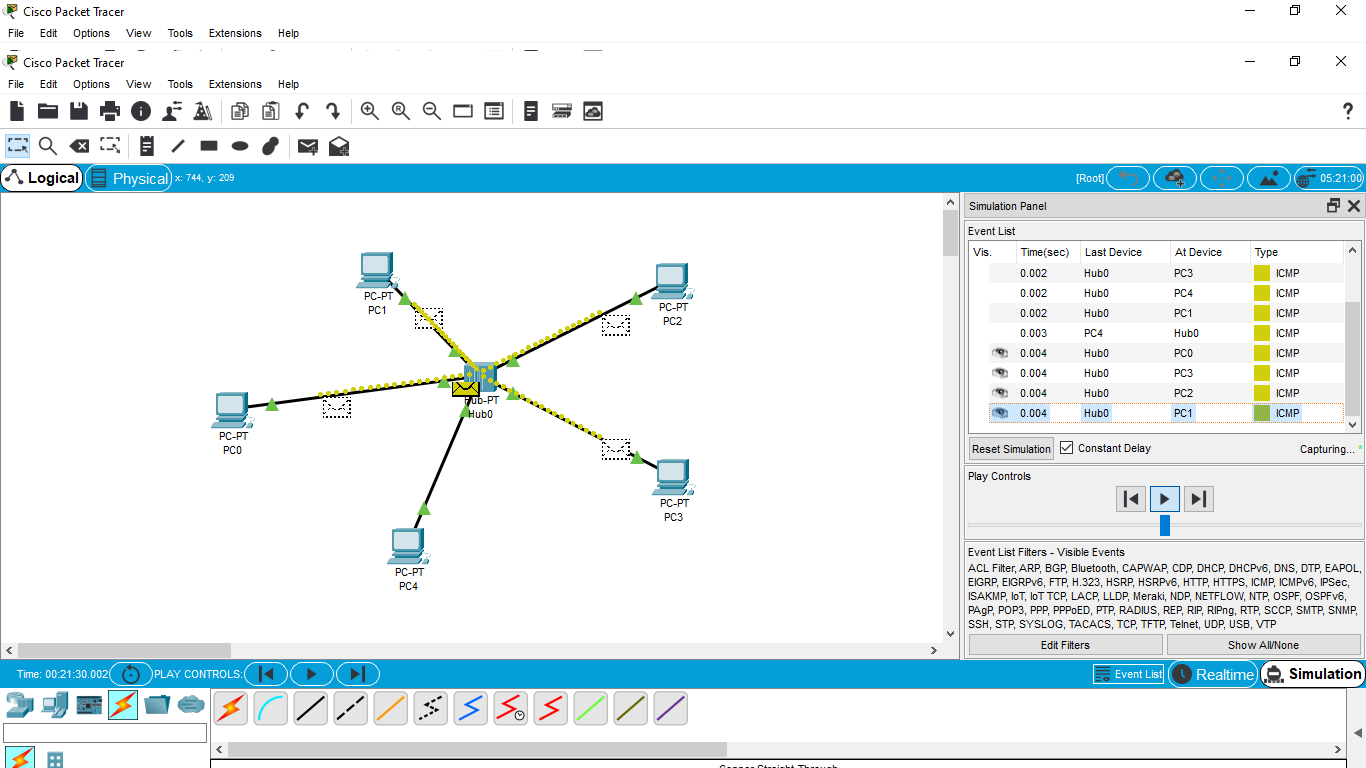 Cisco Packet Tracer
File Edit Options View Tools Extensions Help
Cisco Packet Tracer
File Edit Options View Tools Extensions Help
?
Logical Physical x: 744, y: 209 [Root] 05:21:00
PC-PT
PC1
PC-PT
PC2
Hub-PT
Hub0
PC-PT
PC0
PC-PT
PC3
PC-PT
PC4
Simulation Panel
Event List
Vis. Time(sec) Last Device At Device Type
0.002 Hub0 PC3 ICMP
0.002 Hub0 PC4 ICMP
0.002 Hub0 PC1 ICMP
0.003 PC4 Hub0 ICMP
0.004 Hub0 PC0 ICMP
0.004 Hub0 PC3 ICMP
0.004 Hub0 PC2 ICMP
0.004 Hub0 PC1 ICMP
Reset Simulation Constant Delay Capturing... *
Play Controls
Event List Filters - Visible Events
ACL Filter, ARP, BGP, Bluetooth, CAPWAP, CDP, DHCP, DHCPv6, DNS, DTP, EAPOL,
EIGRP, EIGRPv6, FTP, H.323, HSRP, HSRPv6, HTTP, HTTPS, ICMP, ICMPv6, IPSec,
ISAKMP, IoT, IoT TCP, LACP, LLDP, Meraki, NDP, NETFLOW, NTP, OSPF, OSPFv6,
PAgP, POP3, PPP, PPPoED, PTP, RADIUS, REP, RIP, RIPng, RTP, SCCP, SMTP, SNMP,
SSH, STP, SYSLOG, TACACS, TCP, TFTP, Telnet, UDP, USB, VTP
Edit Filters Show All/None
Time: 00:21:30.002 PLAY CONTROLS: Event List Realtime Simulation
Copper Straight-Through